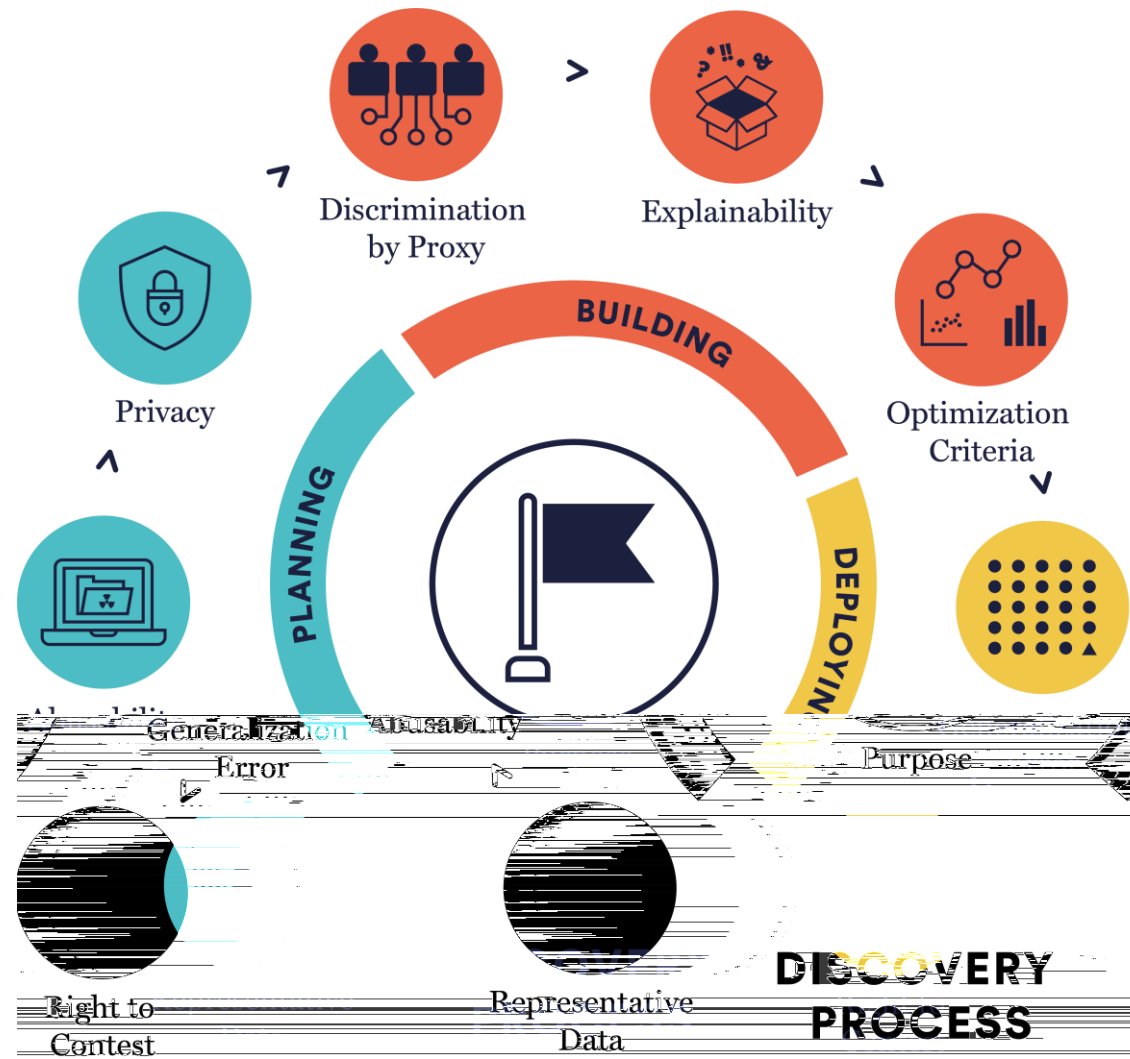 Discrimination
by Proxy
Explainability
Privacy
Optimization
Criteria
BUILDING
PLANNING
DEPLOYIN
Generalization
Error
Abusability
Purpose
Right to
Contest
Representative
Data
DISCOVERY
PROCESS